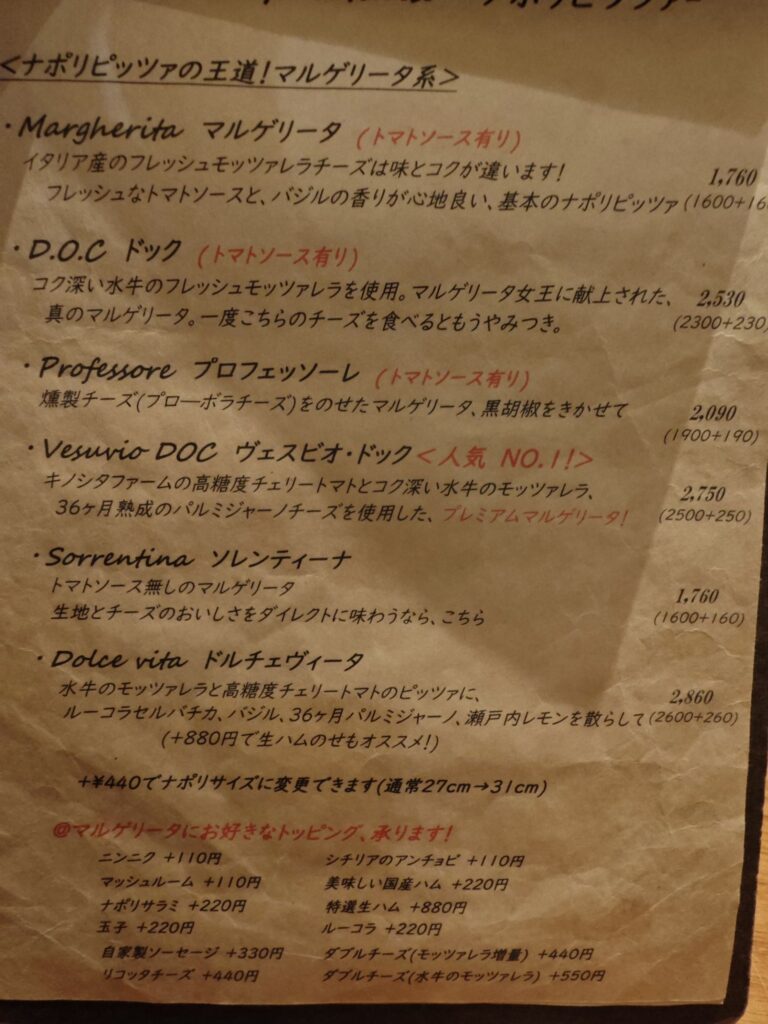 ナポリピッツァ
<ナポリピッツァの王道!マルゲリータ系>
・Margherita マルゲリータ (トマトソース有り)
イタリア産のフレッシュモッツァレラチーズは味とコクが違います! 1,760
フレッシュなトマトソースと、バジルの香りが心地良い、基本のナポリピッツァ (1600+16
・D.O.C ドック (トマトソース有り)
コク深い水牛のフレッシュモッツァレラを使用。マルゲリータ女王に献上された、 2,530
真のマルゲリータ。一度こちらのチーズを食べるともうやみつき。 (2300+230)
・Professore プロフェッソーレ (トマトソース有り)
燻製チーズ(プローボラチーズ)をのせたマルゲリータ、黒胡椒をきかせて 2,090
(1900+190)
・Vesuvio DOC ヴェスビオ・ドック <人気 NO.1!>
キノシタファームの高糖度チェリートマトとコク深い水牛のモッツァレラ、 2,750
36ヶ月熟成のパルミジャーノチーズを使用した、プレミアムマルゲリータ! (2500+250)
・Sorrentina ソレンティーナ
トマトソース無しのマルゲリータ 1,760
生地とチーズのおいしさをダイレクトに味わうなら、こちら (1600+160)
・Dolce vita ドルチェヴィータ
水牛のモッツァレラと高糖度チェリートマトのピッツァに、 2,860
ルーコラセルバチカ、バジル、36ヶ月パルミジャーノ、瀬戸内レモンを散らして (2600+260)
(+880円で生ハムのせもオススメ!)
+¥440でナポリサイズに変更できます(通常27cm→31cm)
@マルゲリータにお好きなトッピング、承ります!
ニンニク +110円 シチリアのアンチョビ +110円
マッシュルーム +110円 美味しい国産ハム +220円
ナポリサラミ +220円 特選生ハム +880円
玉子 +220円 ルーコラ +220円
自家製ソーセージ +330円 ダブルチーズ(モッツァレラ増量) +440円
リコッタチーズ +440円 ダブルチーズ(水牛のモッツァレラ) +550円